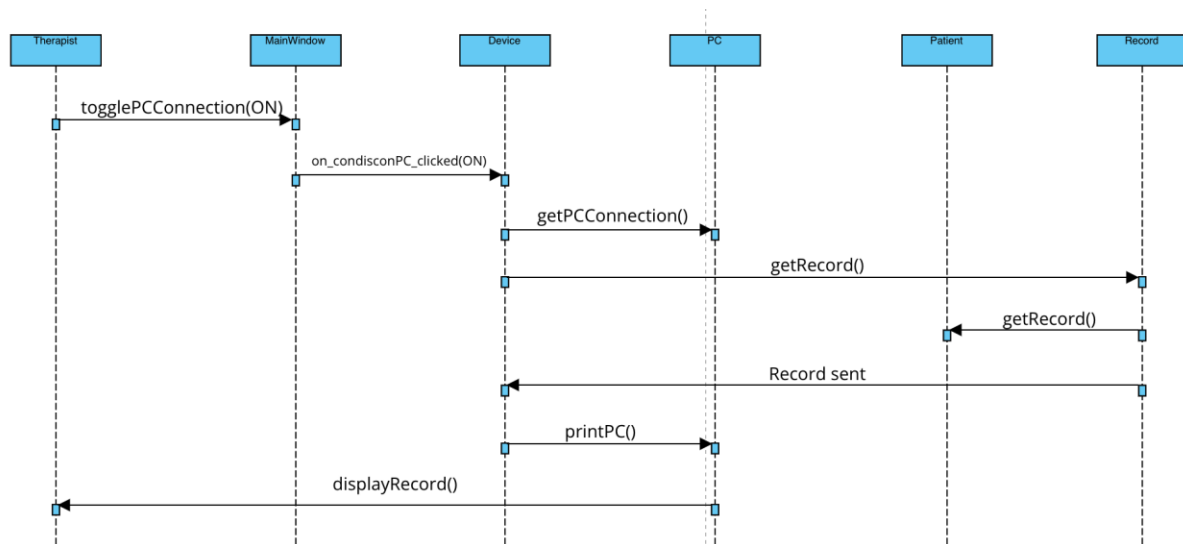 Therapist
MainWindow
Device
PC
Patient
Record
togglePCConnection(ON)
on_condisconPC_clicked(ON)
getPCConnection()
getRecord()
getRecord()
Record sent
printPC()
displayRecord()